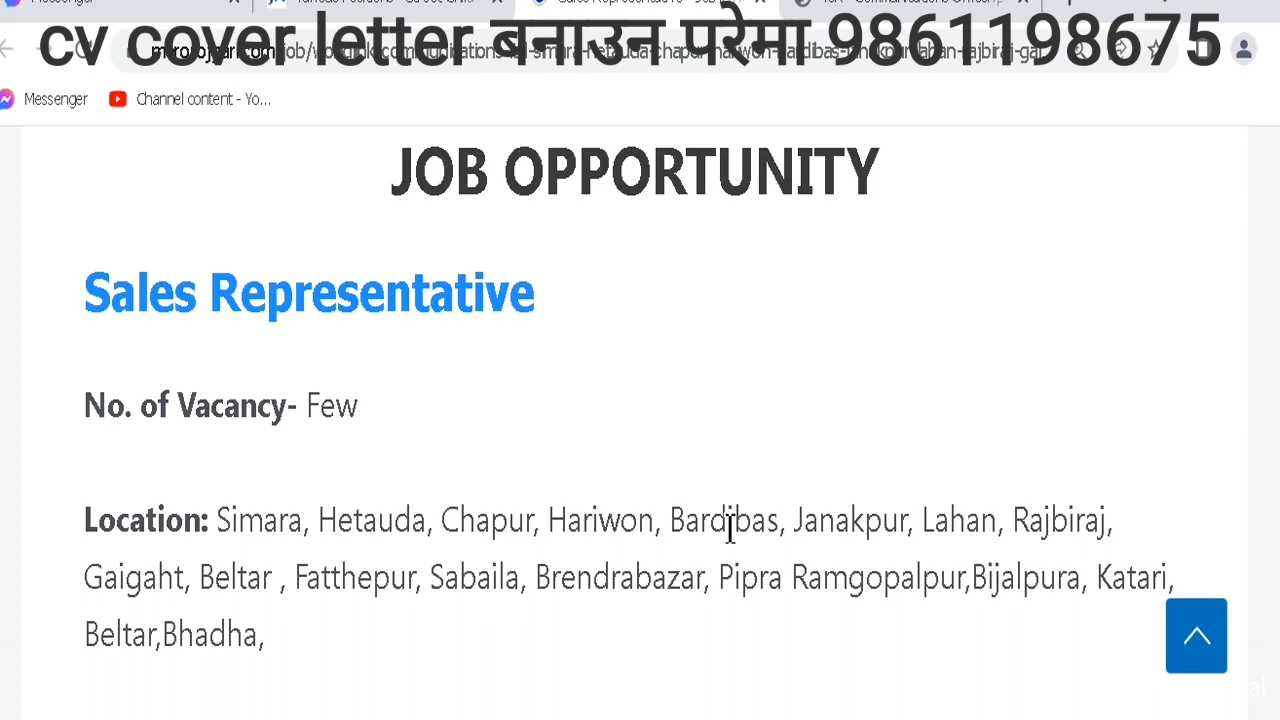 cv cover letter बनाउन परेमा 9861198675
Messenger
Channel content - Yo...
JOB OPPORTUNITY
Sales Representative
No. of Vacancy- Few
Location: Simara, Hetauda, Chapur, Hariwon, Bardibas, Janakpur, Lahan, Rajbiraj,
Gaigaht, Beltar , Fatthepur, Sabaila, Brendrabazar, Pipra Ramgopalpur,Bijalpura, Katari,
Beltar,Bhadha,